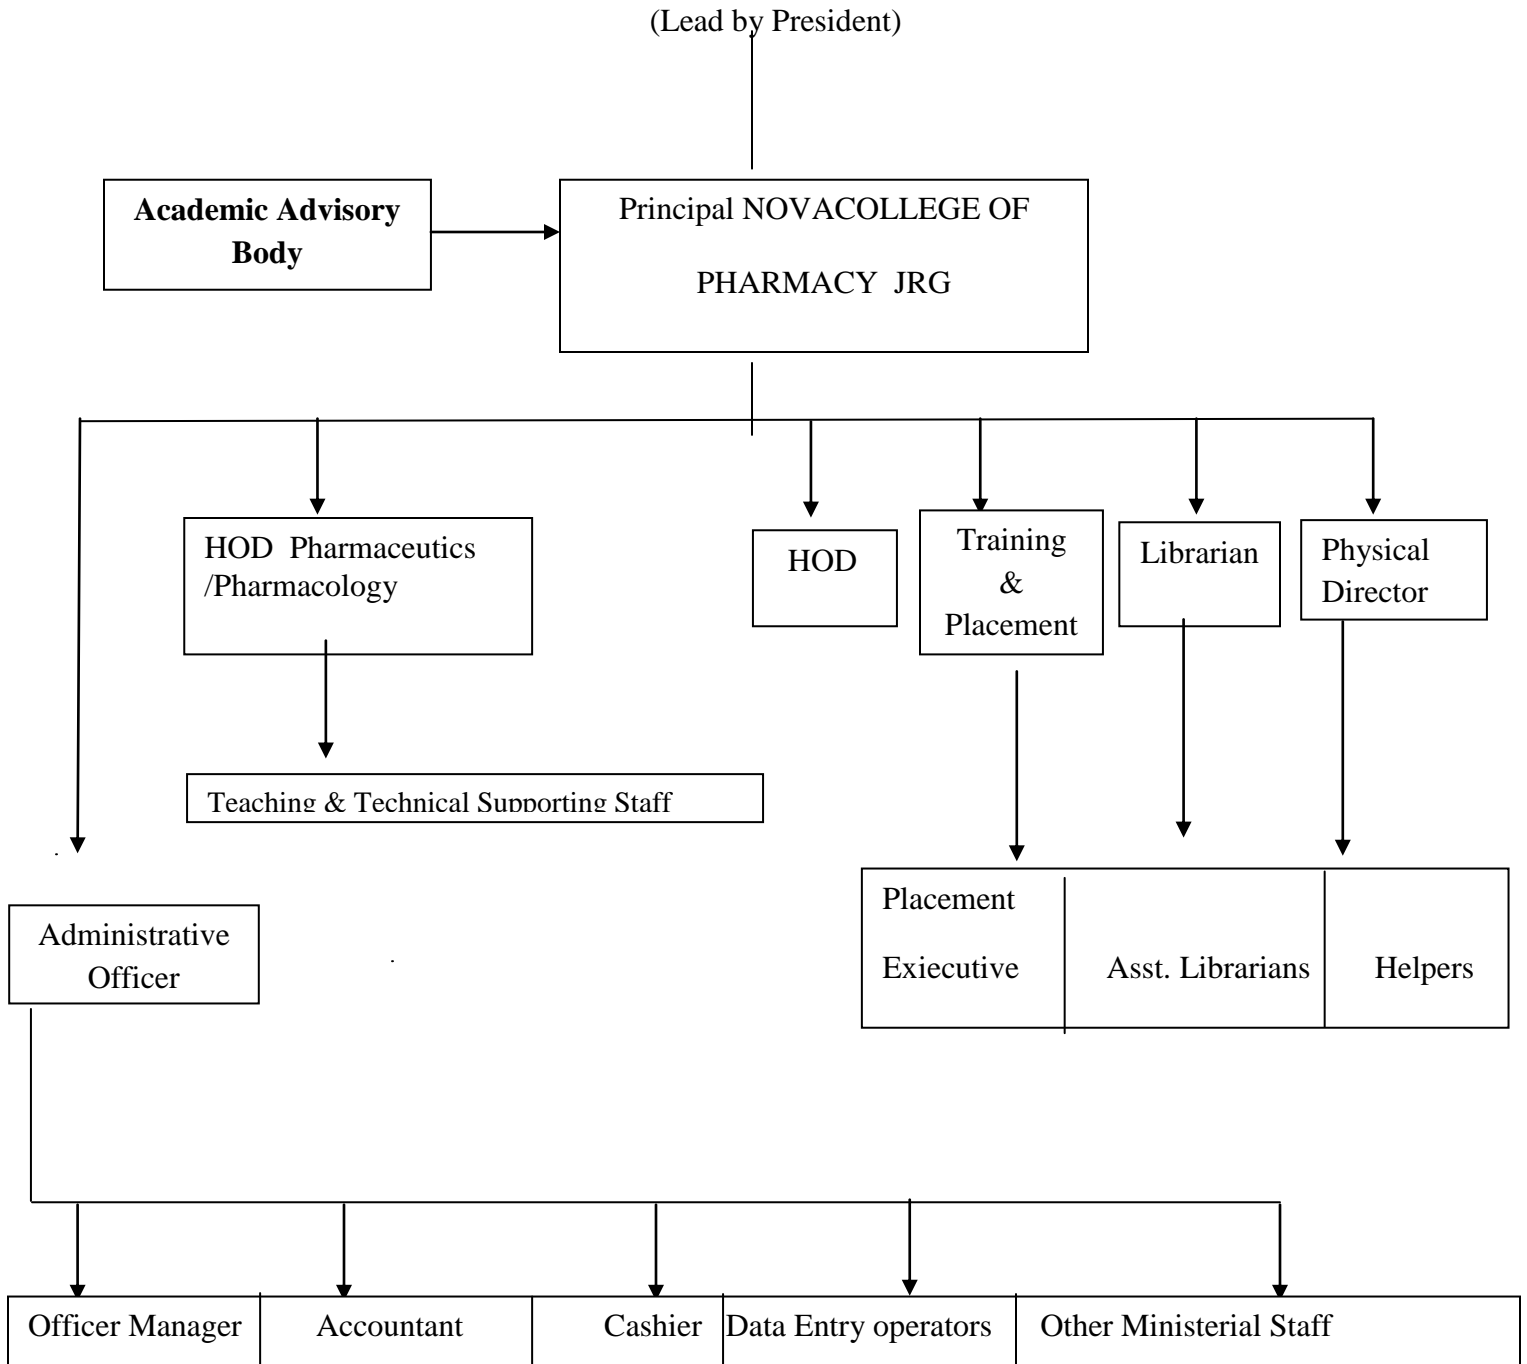 (Lead by President)
Academic Advisory
Body
Principal NOVACOLLEGE OF
PHARMACY JRG
HOD Pharmaceutics
/Pharmacology
HOD
Training
&
Placement
Librarian
Physical
Director
Teaching & Technical Supporting Staff
Administrative
Officer
Placement
Exiecutive
Asst. Librarians
Helpers
Officer Manager
Accountant
Cashier
Data Entry operators
Other Ministerial Staff